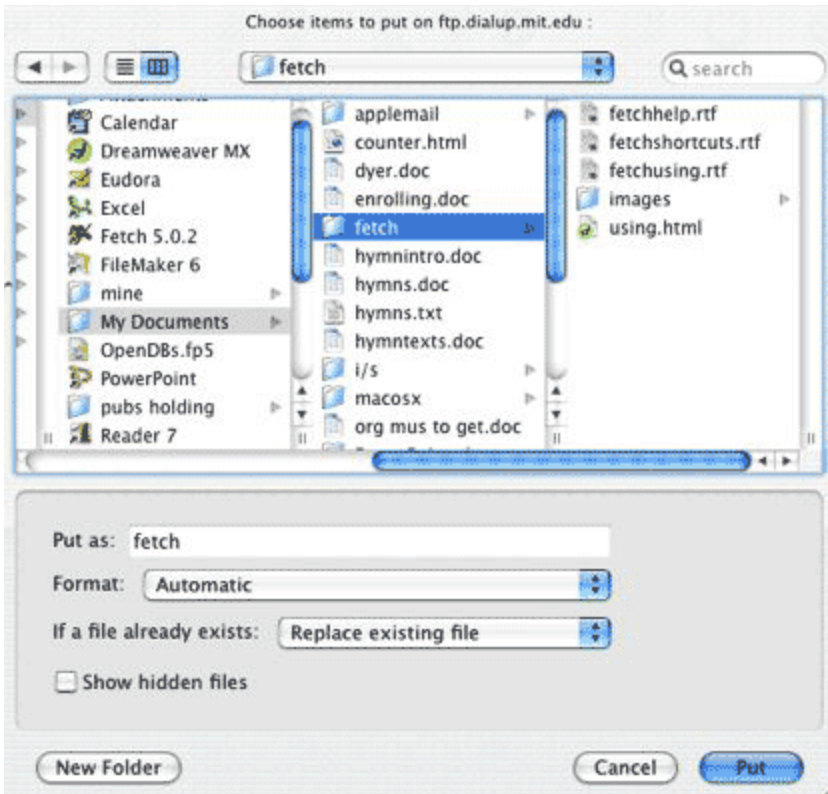 Choose items to put on ftp.dialup.mit.edu :
fetch
search
Calendar
Dreamweaver MX
Eudora
Excel
Fetch 5.0.2
FileMaker 6
mine
My Documents
OpenDBs.fp5
PowerPoint
pubs holding
Reader 7
applemail
counter.html
dyer.doc
enrolling.doc
fetch
hymnintro.doc
hymns.doc
hymns.txt
hymntexts.doc
i/s
macosx
org mus to get.doc
fetchhelp.rtf
fetchshortcuts.rtf
fetchusing.rtf
images
using.html
Put as: fetch
Format: Automatic
If a file already exists: Replace existing file
Show hidden files
New Folder Cancel Put